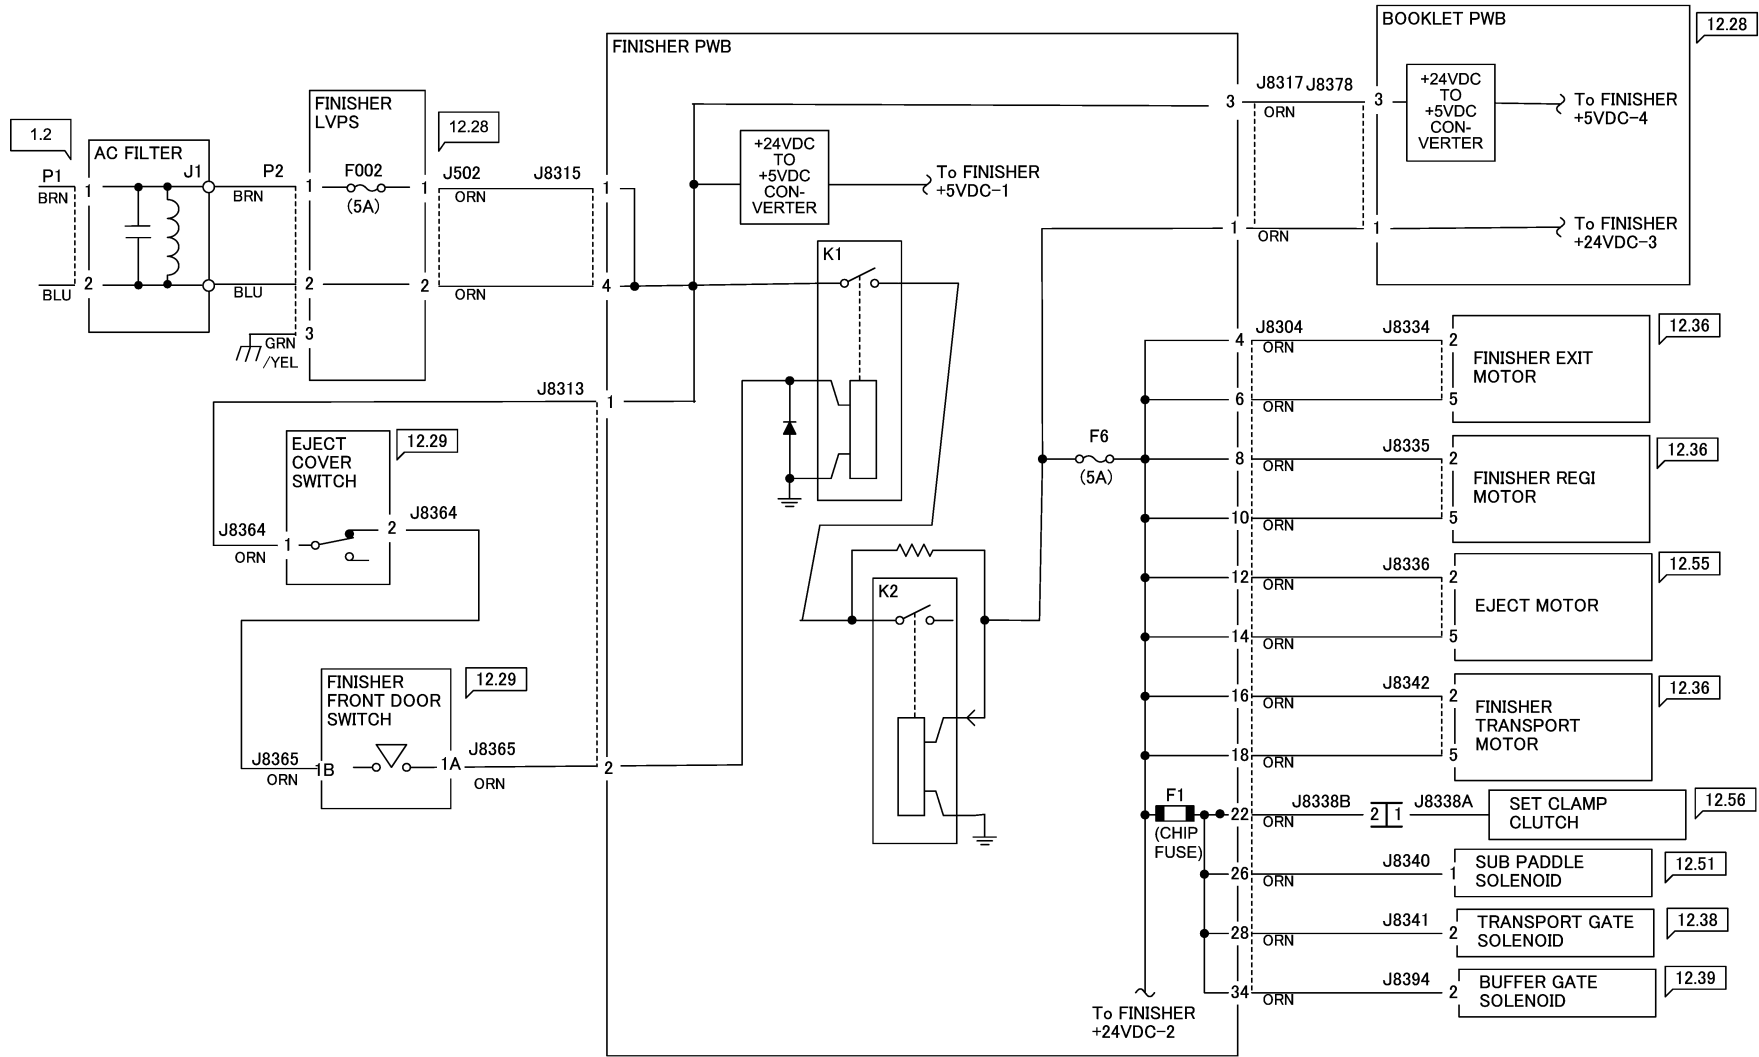 BOOKLET PWB
12.28
FINISHER PWB
+24VDC
TO
+5VDC
CON-
VERTER
J8317 J8378
3
ORN
3
To FINISHER
+5VDC-4
1
ORN
1
To FINISHER
+24VDC-3
1.2
AC FILTER
P1
BRN
1
J1
BRN
P2
2
BLU
BLU
FINISHER
LVPS
12.28
1
F002
(5A)
1
J502
ORN
J8315
1
2
2
ORN
4
3
GRN
/YEL
+24VDC
TO
+5VDC
CON-
VERTER
To FINISHER
+5VDC-1
K1
J8313
1
EJECT
COVER
SWITCH
12.29
J8364
ORN
1
2
J8364
FINISHER
FRONT DOOR
SWITCH
12.29
J8365
ORN
1B
1A
J8365
ORN
2
K2
F6
(5A)
4
J8304
ORN
J8334
2
FINISHER EXIT
MOTOR
12.36
6
ORN
5
8
ORN
J8335
2
FINISHER REGI
MOTOR
12.36
10
ORN
5
12
ORN
J8336
2
EJECT MOTOR
12.55
14
ORN
5
16
ORN
J8342
2
FINISHER
TRANSPORT
MOTOR
12.36
18
ORN
5
F1
(CHIP
FUSE)
22
ORN
J8338B
2 1
J8338A
SET CLAMP
CLUTCH
12.56
26
ORN
J8340
1
SUB PADDLE
SOLENOID
12.51
28
ORN
J8341
2
TRANSPORT GATE
SOLENOID
12.38
34
ORN
J8394
2
BUFFER GATE
SOLENOID
12.39
To FINISHER
+24VDC-2